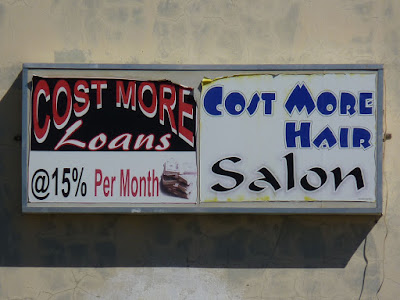 COST MORE
Loans
@15% Per Month
COST MORE
HAIR
Salon